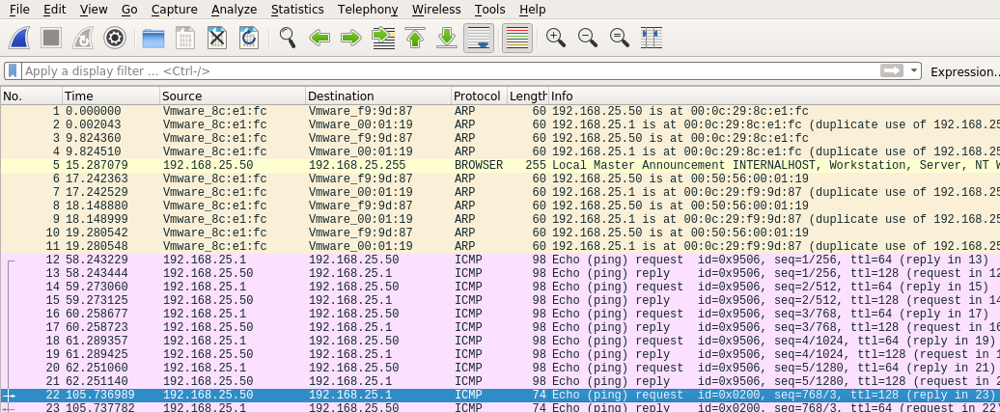 File Edit View Go Capture Analyze Statistics Telephony Wireless Tools Help
Apply a display filter ... <Ctrl-/> Expression..
No. Time Source Destination Protocol Length Info
1 0.000000 Vmware_8c:e1:fc Vmware_f9:9d:87 ARP 60 192.168.25.50 is at 00:0c:29:8c:e1:fc
2 0.002043 Vmware_8c:e1:fc Vmware_00:01:19 ARP 60 192.168.25.1 is at 00:0c:29:8c:e1:fc (duplicate use of 192.168.25
3 9.824360 Vmware_8c:e1:fc Vmware_f9:9d:87 ARP 60 192.168.25.50 is at 00:0c:29:8c:e1:fc
4 9.824510 Vmware_8c:e1:fc Vmware_00:01:19 ARP 60 192.168.25.1 is at 00:0c:29:8c:e1:fc (duplicate use of 192.168.25
5 15.287079 192.168.25.50 192.168.25.255 BROWSER 255 Local Master Announcement INTERNALHOST, Workstation, Server, NT W
6 17.242363 Vmware_8c:e1:fc Vmware_f9:9d:87 ARP 60 192.168.25.50 is at 00:50:56:00:01:19
7 17.242529 Vmware_8c:e1:fc Vmware_00:01:19 ARP 60 192.168.25.1 is at 00:0c:29:f9:9d:87 (duplicate use of 192.168.25
8 18.148880 Vmware_8c:e1:fc Vmware_f9:9d:87 ARP 60 192.168.25.50 is at 00:50:56:00:01:19
9 18.148999 Vmware_8c:e1:fc Vmware_00:01:19 ARP 60 192.168.25.1 is at 00:0c:29:f9:9d:87 (duplicate use of 192.168.25
10 19.280542 Vmware_8c:e1:fc Vmware_f9:9d:87 ARP 60 192.168.25.50 is at 00:50:56:00:01:19
11 19.280548 Vmware_8c:e1:fc Vmware_00:01:19 ARP 60 192.168.25.1 is at 00:0c:29:f9:9d:87 (duplicate use of 192.168.25
12 58.243229 192.168.25.1 192.168.25.50 ICMP 98 Echo (ping) request id=0x9506, seq=1/256, ttl=64 (reply in 13)
13 58.243444 192.168.25.50 192.168.25.1 ICMP 98 Echo (ping) reply id=0x9506, seq=1/256, ttl=128 (request in 12
14 59.273060 192.168.25.1 192.168.25.50 ICMP 98 Echo (ping) request id=0x9506, seq=2/512, ttl=64 (reply in 15)
15 59.273125 192.168.25.50 192.168.25.1 ICMP 98 Echo (ping) reply id=0x9506, seq=2/512, ttl=128 (request in 14
16 60.258677 192.168.25.1 192.168.25.50 ICMP 98 Echo (ping) request id=0x9506, seq=3/768, ttl=64 (reply in 17)
17 60.258723 192.168.25.50 192.168.25.1 ICMP 98 Echo (ping) reply id=0x9506, seq=3/768, ttl=128 (request in 16
18 61.289357 192.168.25.1 192.168.25.50 ICMP 98 Echo (ping) request id=0x9506, seq=4/1024, ttl=64 (reply in 19)
19 61.289425 192.168.25.50 192.168.25.1 ICMP 98 Echo (ping) reply id=0x9506, seq=4/1024, ttl=128 (request in 1
20 62.251060 192.168.25.1 192.168.25.50 ICMP 98 Echo (ping) request id=0x9506, seq=5/1280, ttl=64 (reply in 21)
21 62.251140 192.168.25.50 192.168.25.1 ICMP 98 Echo (ping) reply id=0x9506, seq=5/1280, ttl=128 (request in 2
22 105.736989 192.168.25.50 192.168.25.1 ICMP 74 Echo (ping) request id=0x0200, seq=768/3, ttl=128 (reply in 23)
23 105.737782 192.168.25.1 192.168.25.50 ICMP 74 Echo (ping) reply id=0x0200, seq=768/3, ttl=64 (request in 22